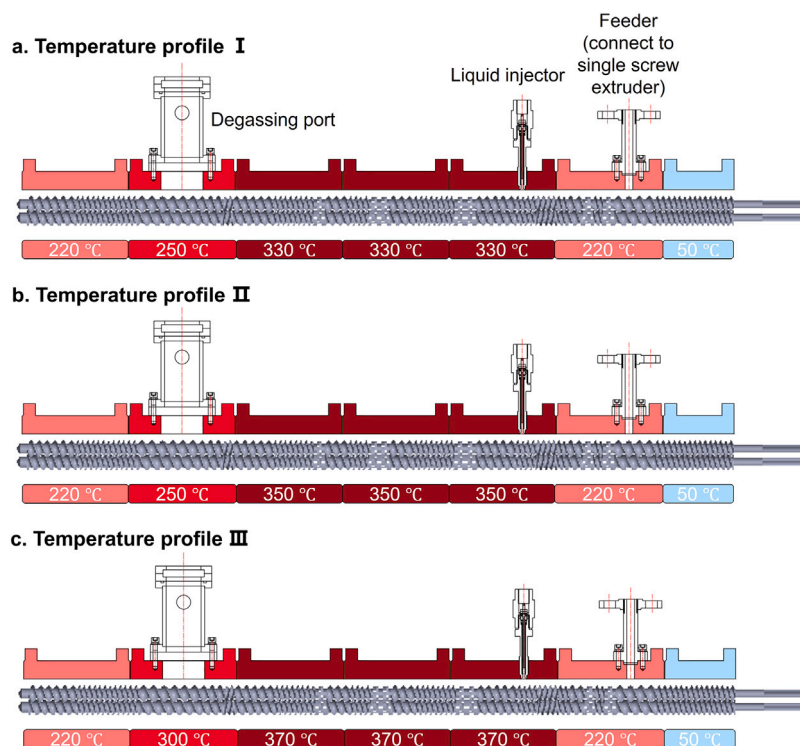 a. Temperature profile Ⅰ
Feeder
(connect to
single screw
extruder)
Liquid injector
Degassing port
220 ℃ 250 ℃ 330 ℃ 330 ℃ 330 ℃ 220 ℃ 50 ℃
b. Temperature profile Ⅱ
220 ℃ 250 ℃ 350 ℃ 350 ℃ 350 ℃ 220 ℃ 50 ℃
c. Temperature profile Ⅲ
220 ℃ 300 ℃ 370 ℃ 370 ℃ 370 ℃ 220 ℃ 50 ℃